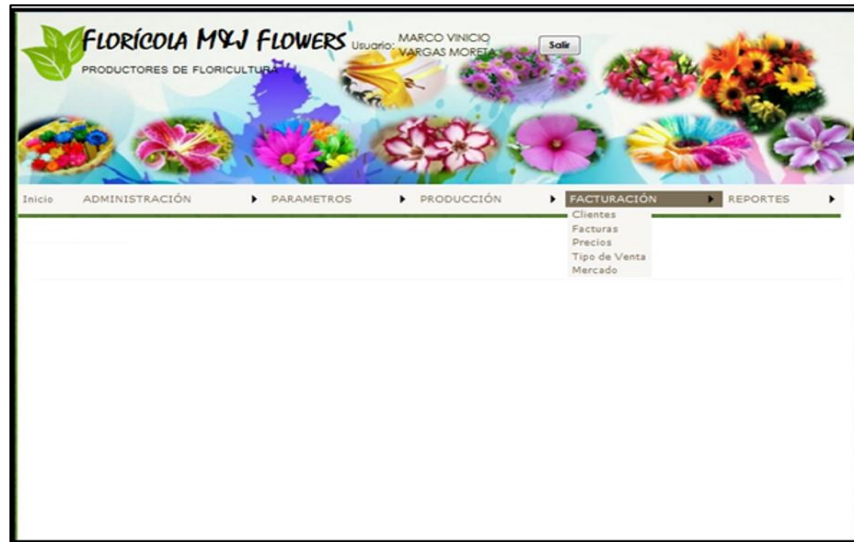 FLORÍCOLA M&J FLOWERS
PRODUCTORES DE FLORICULTURA
Usuario: MARCO VINICIO
VARGAS MORETA
Salir
Inicio ADMINISTRACIÓN PARAMETROS PRODUCCIÓN FACTURACIÓN REPORTES
Clientes
Facturas
Precios
Tipo de Venta
Mercado